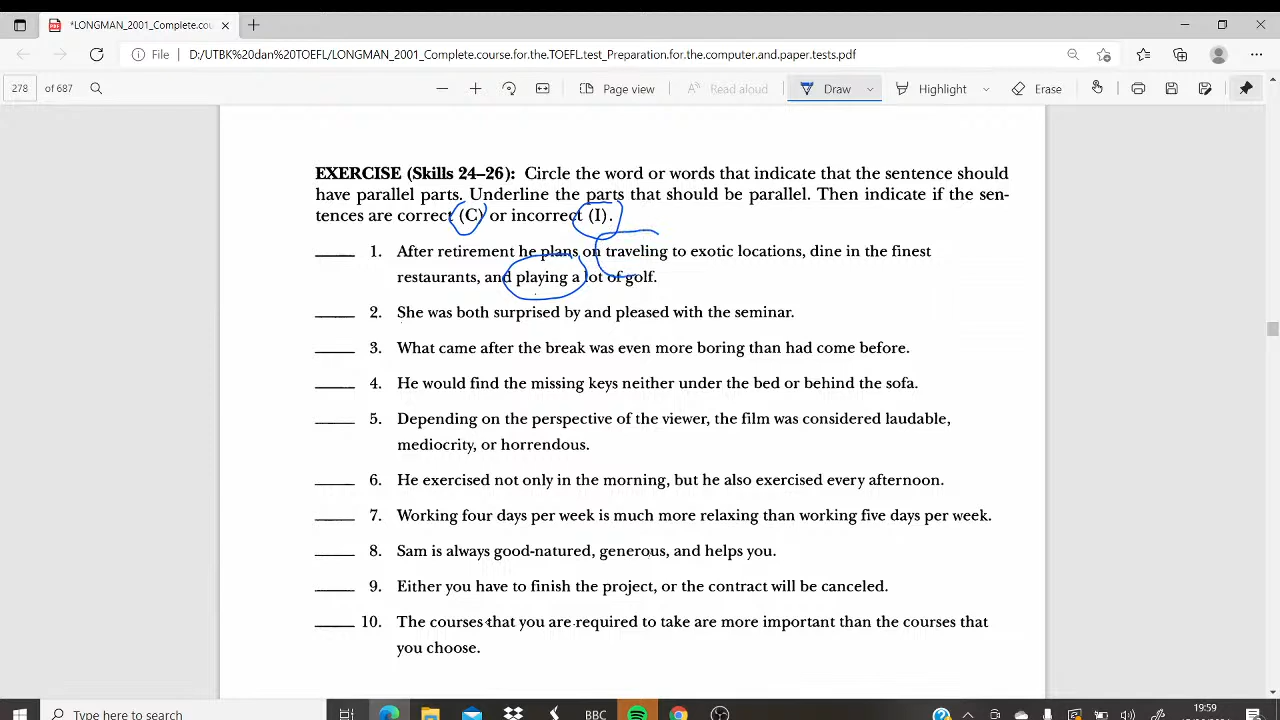 *LONGMAN_2001_Complete.cou
File D:/UTBK%20dan%20TOEFL/LONGMAN_2001_Complete.course.for.the.TOEFL.test_Preparation.for.the.computer.and.paper.tests.pdf
278 of 687 Page view Read aloud Draw Highlight Erase
EXERCISE (Skills 24–26): Circle the word or words that indicate that the sentence should
have parallel parts. Underline the parts that should be parallel. Then indicate if the sen-
tences are correct (C) or incorrect (I).
_____ 1. After retirement he plans on traveling to exotic locations, dine in the finest
restaurants, and playing a lot of golf.
_____ 2. She was both surprised by and pleased with the seminar.
_____ 3. What came after the break was even more boring than had come before.
_____ 4. He would find the missing keys neither under the bed or behind the sofa.
_____ 5. Depending on the perspective of the viewer, the film was considered laudable,
mediocrity, or horrendous.
_____ 6. He exercised not only in the morning, but he also exercised every afternoon.
_____ 7. Working four days per week is much more relaxing than working five days per week.
_____ 8. Sam is always good-natured, generous, and helps you.
_____ 9. Either you have to finish the project, or the contract will be canceled.
_____ 10. The courses that you are required to take are more important than the courses that
you choose.
Type here to search BBC 19:59